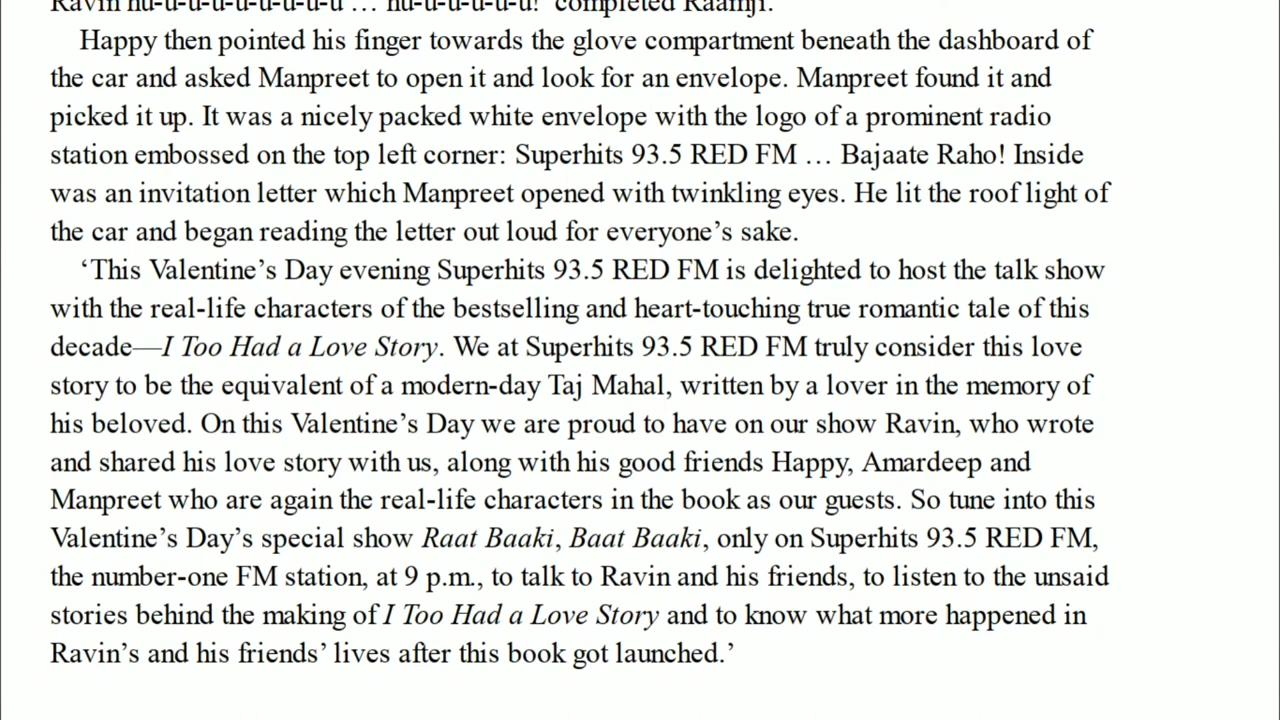 Ravin hu-u-u-u-u-u-u-u-u-u … hu-u-u-u-u-u!’ completed Raamji.
Happy then pointed his finger towards the glove compartment beneath the dashboard of
the car and asked Manpreet to open it and look for an envelope. Manpreet found it and
picked it up. It was a nicely packed white envelope with the logo of a prominent radio
station embossed on the top left corner: Superhits 93.5 RED FM … Bajaate Raho! Inside
was an invitation letter which Manpreet opened with twinkling eyes. He lit the roof light of
the car and began reading the letter out loud for everyone’s sake.
‘This Valentine’s Day evening Superhits 93.5 RED FM is delighted to host the talk show
with the real-life characters of the bestselling and heart-touching true romantic tale of this
decade—I Too Had a Love Story. We at Superhits 93.5 RED FM truly consider this love
story to be the equivalent of a modern-day Taj Mahal, written by a lover in the memory of
his beloved. On this Valentine’s Day we are proud to have on our show Ravin, who wrote
and shared his love story with us, along with his good friends Happy, Amardeep and
Manpreet who are again the real-life characters in the book as our guests. So tune into this
Valentine’s Day’s special show Raat Baaki, Baat Baaki, only on Superhits 93.5 RED FM,
the number-one FM station, at 9 p.m., to talk to Ravin and his friends, to listen to the unsaid
stories behind the making of I Too Had a Love Story and to know what more happened in
Ravin’s and his friends’ lives after this book got launched.’